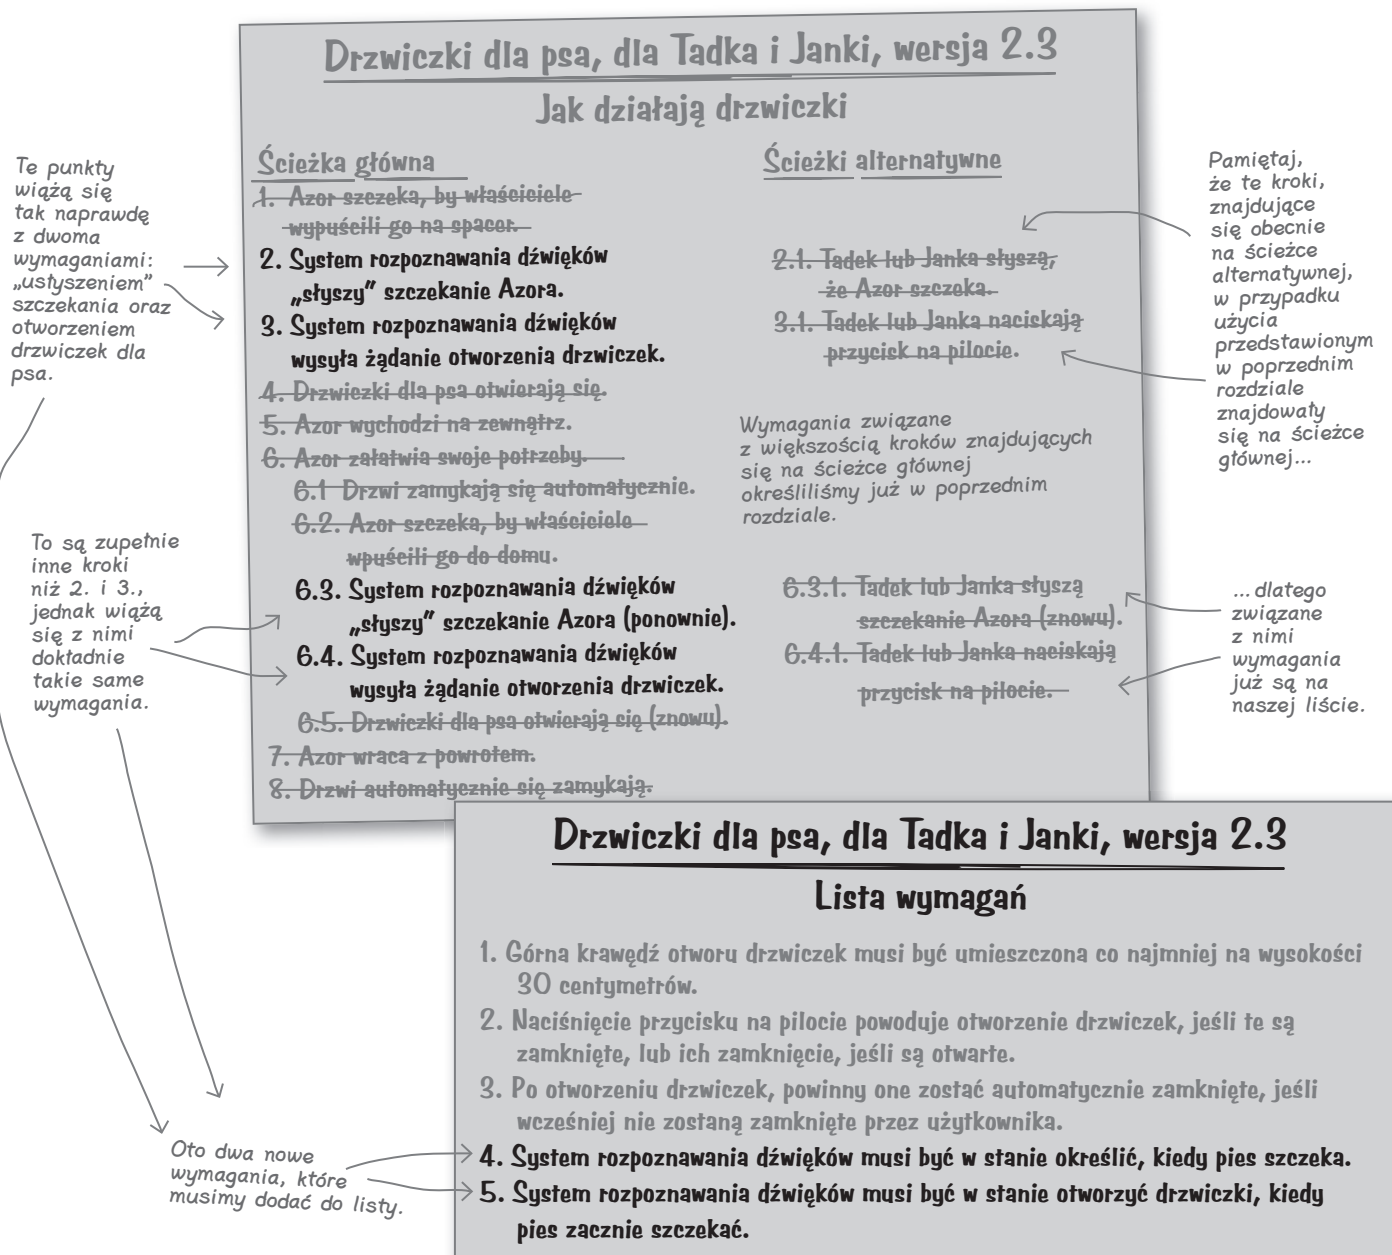 Drzwiczki dla psa, dla Tadka i Janki, wersja 2.3
Jak działają drzwiczki
Te punkty
wiążą się
tak naprawdę
z dwoma
wymaganiami:
„usłyszeniem”
szczekania oraz
otworzeniem
drzwiczek dla
psa.
To są zupełnie
inne kroki
niż 2. i 3.,
jednak wiążą
się z nimi
dokładnie
takie same
wymagania.
Ścieżka główna
1. Azor szczeka, by właściciele
wypuścili go na spacer.
2. System rozpoznawania dźwięków
„słyszy” szczekanie Azora.
3. System rozpoznawania dźwięków
wysyła żądanie otworzenia drzwiczek.
4. Drzwiczki dla psa otwierają się.
5. Azor wychodzi na zewnątrz.
6. Azor załatwia swoje potrzeby.
6.1 Drzwi zamykają się automatycznie.
6.2. Azor szczeka, by właściciele
wpuścili go do domu.
6.3. System rozpoznawania dźwięków
„słyszy” szczekanie Azora (ponownie).
6.4. System rozpoznawania dźwięków
wysyła żądanie otworzenia drzwiczek.
6.5. Drzwiczki dla psa otwierają się (znowu).
7. Azor wraca z powrotem.
8. Drzwi automatycznie się zamykają.
Ścieżki alternatywne
2.1. Tadek lub Janka słyszą,
że Azor szczeka.
3.1. Tadek lub Janka naciskają
przycisk na pilocie.
Wymagania związane
z większością kroków znajdujących
się na ścieżce głównej
określiliśmy już w poprzednim
rozdziale.
6.3.1. Tadek lub Janka słyszą
szczekanie Azora (znowu).
6.4.1. Tadek lub Janka naciskają
przycisk na pilocie.
Pamiętaj,
że te kroki,
znajdujące
się obecnie
na ścieżce
alternatywnej,
w przypadku
użycia
przedstawionym
w poprzednim
rozdziale
znajdowały
się na ścieżce
głównej...
... dlatego
związane
z nimi
wymagania
już są na
naszej liście.
Drzwiczki dla psa, dla Tadka i Janki, wersja 2.3
Lista wymagań
1. Górna krawędź otworu drzwiczek musi być umieszczona co najmniej na wysokości
30 centymetrów.
2. Naciśnięcie przycisku na pilocie powoduje otworzenie drzwiczek, jeśli te są
zamknięte, lub ich zamknięcie, jeśli są otwarte.
3. Po otworzeniu drzwiczek, powinny one zostać automatycznie zamknięte, jeśli
wcześniej nie zostaną zamknięte przez użytkownika.
4. System rozpoznawania dźwięków musi być w stanie określić, kiedy pies szczeka.
5. System rozpoznawania dźwięków musi być w stanie otworzyć drzwiczki, kiedy
pies zacznie szczekać.
Oto dwa nowe
wymagania, które
musimy dodać do listy.